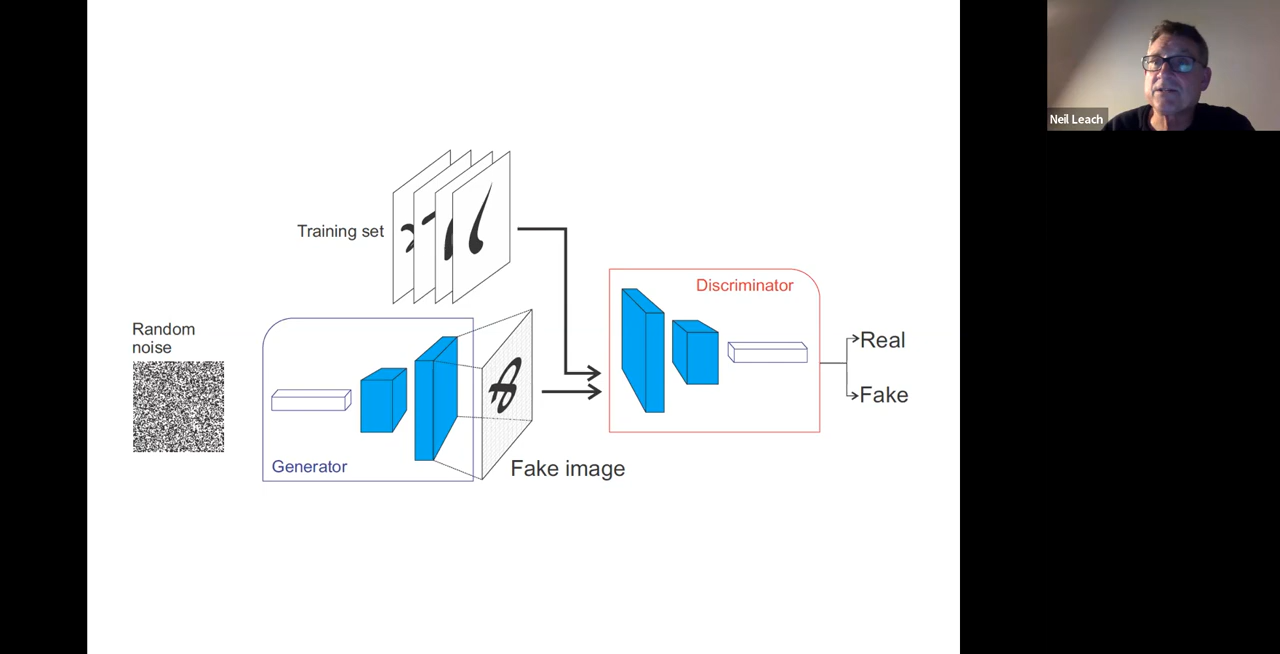 Neil Leach
Training set
Discriminator
Random
noise
Real
Fake
Generator
Fake image